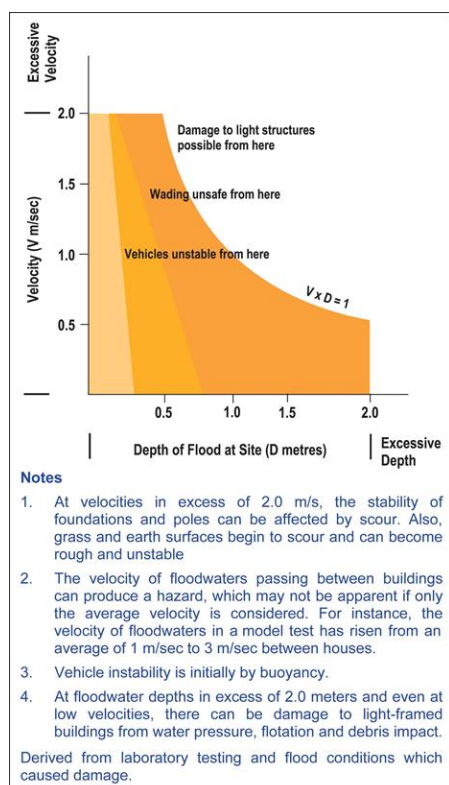 Excessive
Velocity
2.0
Damage to light structures
possible from here
1.5
Wading unsafe from here
Velocity (V m/sec)
1.0
Vehicles unstable from here
V x D = 1
0.5
0.5
1.0
1.5
2.0
Depth of Flood at Site (D metres)
Excessive
Depth
Notes
1. At velocities in excess of 2.0 m/s, the stability of
foundations and poles can be affected by scour. Also,
grass and earth surfaces begin to scour and can become
rough and unstable
2. The velocity of floodwaters passing between buildings
can produce a hazard, which may not be apparent if only
the average velocity is considered. For instance, the
velocity of floodwaters in a model test has risen from an
average of 1 m/sec to 3 m/sec between houses.
3. Vehicle instability is initially by buoyancy.
4. At floodwater depths in excess of 2.0 meters and even at
low velocities, there can be damage to light-framed
buildings from water pressure, flotation and debris impact.
Derived from laboratory testing and flood conditions which
caused damage.